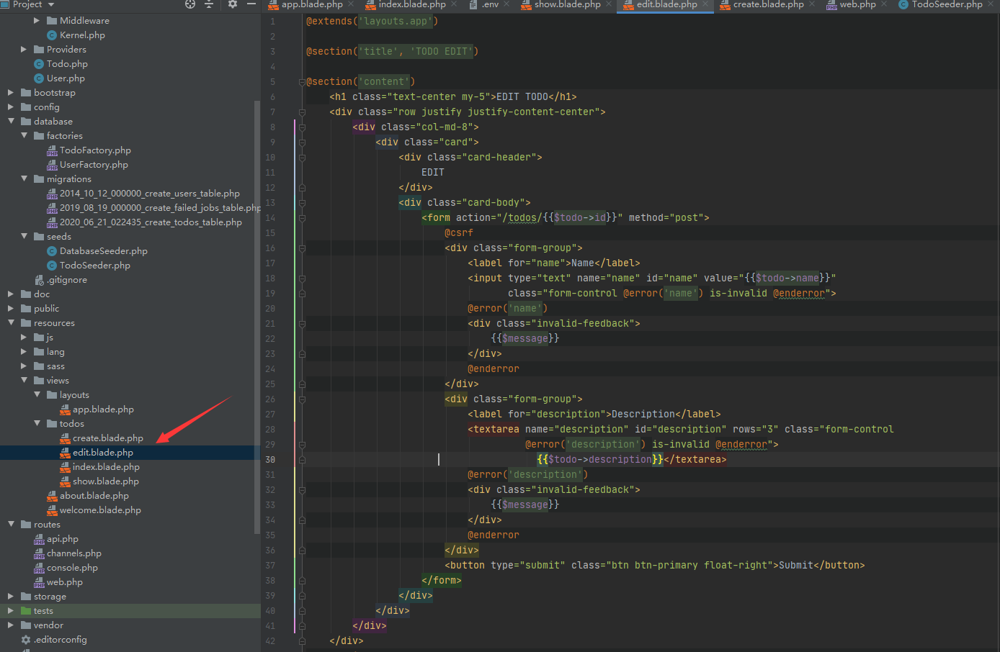 Project
Middleware
Kernel.php
Providers
Todo.php
User.php
bootstrap
config
database
factories
TodoFactory.php
UserFactory.php
migrations
2014_10_12_000000_create_users_table.php
2019_08_19_000000_create_failed_jobs_table.php
2020_06_21_022435_create_todos_table.php
seeds
DatabaseSeeder.php
TodoSeeder.php
.gitignore
doc
public
resources
js
lang
sass
views
layouts
app.blade.php
todos
create.blade.php
edit.blade.php
index.blade.php
show.blade.php
about.blade.php
welcome.blade.php
routes
api.php
channels.php
console.php
web.php
storage
tests
vendor
.editorconfig
app.blade.php index.blade.php .env show.blade.php edit.blade.php create.blade.php web.php TodoSeeder.php
1 @extends('layouts.app')
2
3 @section('title', 'TODO EDIT')
4
5 @section('content')
6 <h1 class="text-center my-5">EDIT TODO</h1>
7 <div class="row justify justify-content-center">
8 <div class="col-md-8">
9 <div class="card">
10 <div class="card-header">
11 EDIT
12 </div>
13 <div class="card-body">
14 <form action="/todos/{{$todo->id}}" method="post">
15 @csrf
16 <div class="form-group">
17 <label for="name">Name</label>
18 <input type="text" name="name" id="name" value="{{$todo->name}}"
19 class="form-control @error('name') is-invalid @enderror">
20 @error('name')
21 <div class="invalid-feedback">
22 {{$message}}
23 </div>
24 @enderror
25 </div>
26 <div class="form-group">
27 <label for="description">Description</label>
28 <textarea name="description" id="description" rows="3" class="form-control
29 @error('description') is-invalid @enderror">
30 {{$todo->description}}</textarea>
31 @error('description')
32 <div class="invalid-feedback">
33 {{$message}}
34 </div>
35 @enderror
36 </div>
37 <button type="submit" class="btn btn-primary float-right">Submit</button>
38 </form>
39 </div>
40 </div>
41 </div>
42 </div>